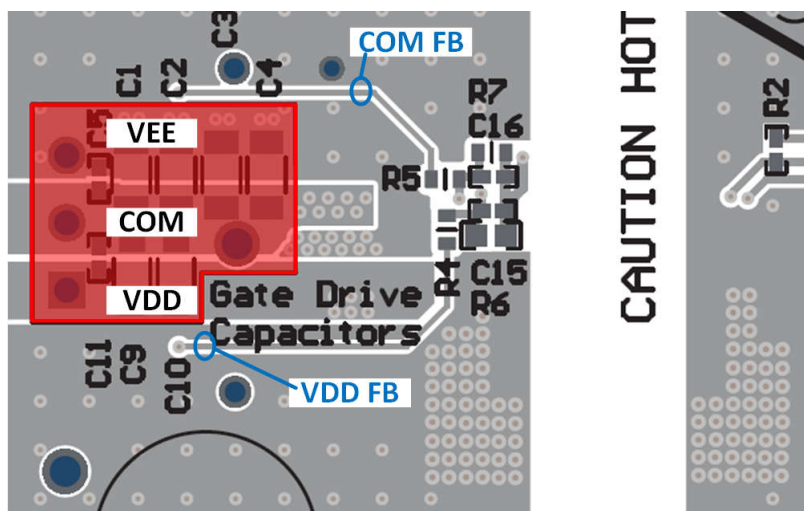 C3
COM FB
C1
C2
C4
R7
C16
C5
VEE
R5
COM
VDD
Gate Drive
Capacitors
R4
C15
R6
C11
C9
C10
VDD FB
CAUTION HOT
R2